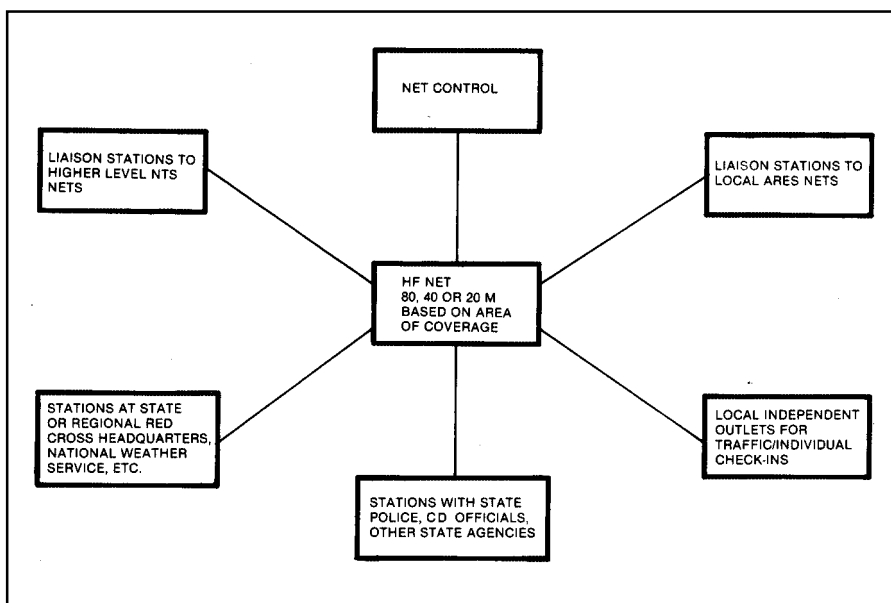 NET CONTROL
LIAISON STATIONS TO
HIGHER LEVEL NTS
NETS
LIAISON STATIONS TO
LOCAL ARES NETS
HF NET
80, 40 OR 20 M
BASED ON AREA
OF COVERAGE
STATIONS AT STATE
OR REGIONAL RED
CROSS HEADQUARTERS,
NATIONAL WEATHER
SERVICE, ETC.
LOCAL INDEPENDENT
OUTLETS FOR
TRAFFIC/INDIVIDUAL
CHECK-INS
STATIONS WITH STATE
POLICE, CD OFFICIALS,
OTHER STATE AGENCIES